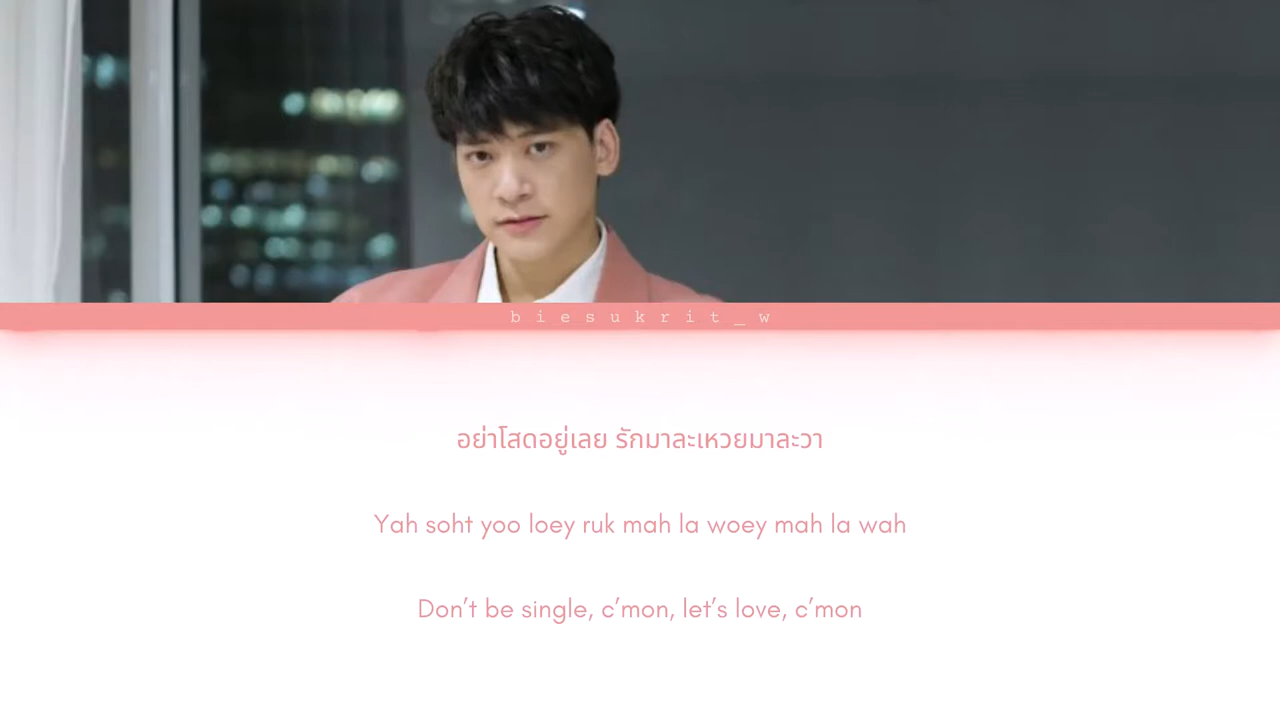 biesukrit_w
อย่าโสดอยู่เลย รักมาละเหวยมาละวา
Yah soht yoo loey ruk mah la woey mah la wah
Don't be single, c'mon, let's love, c'mon